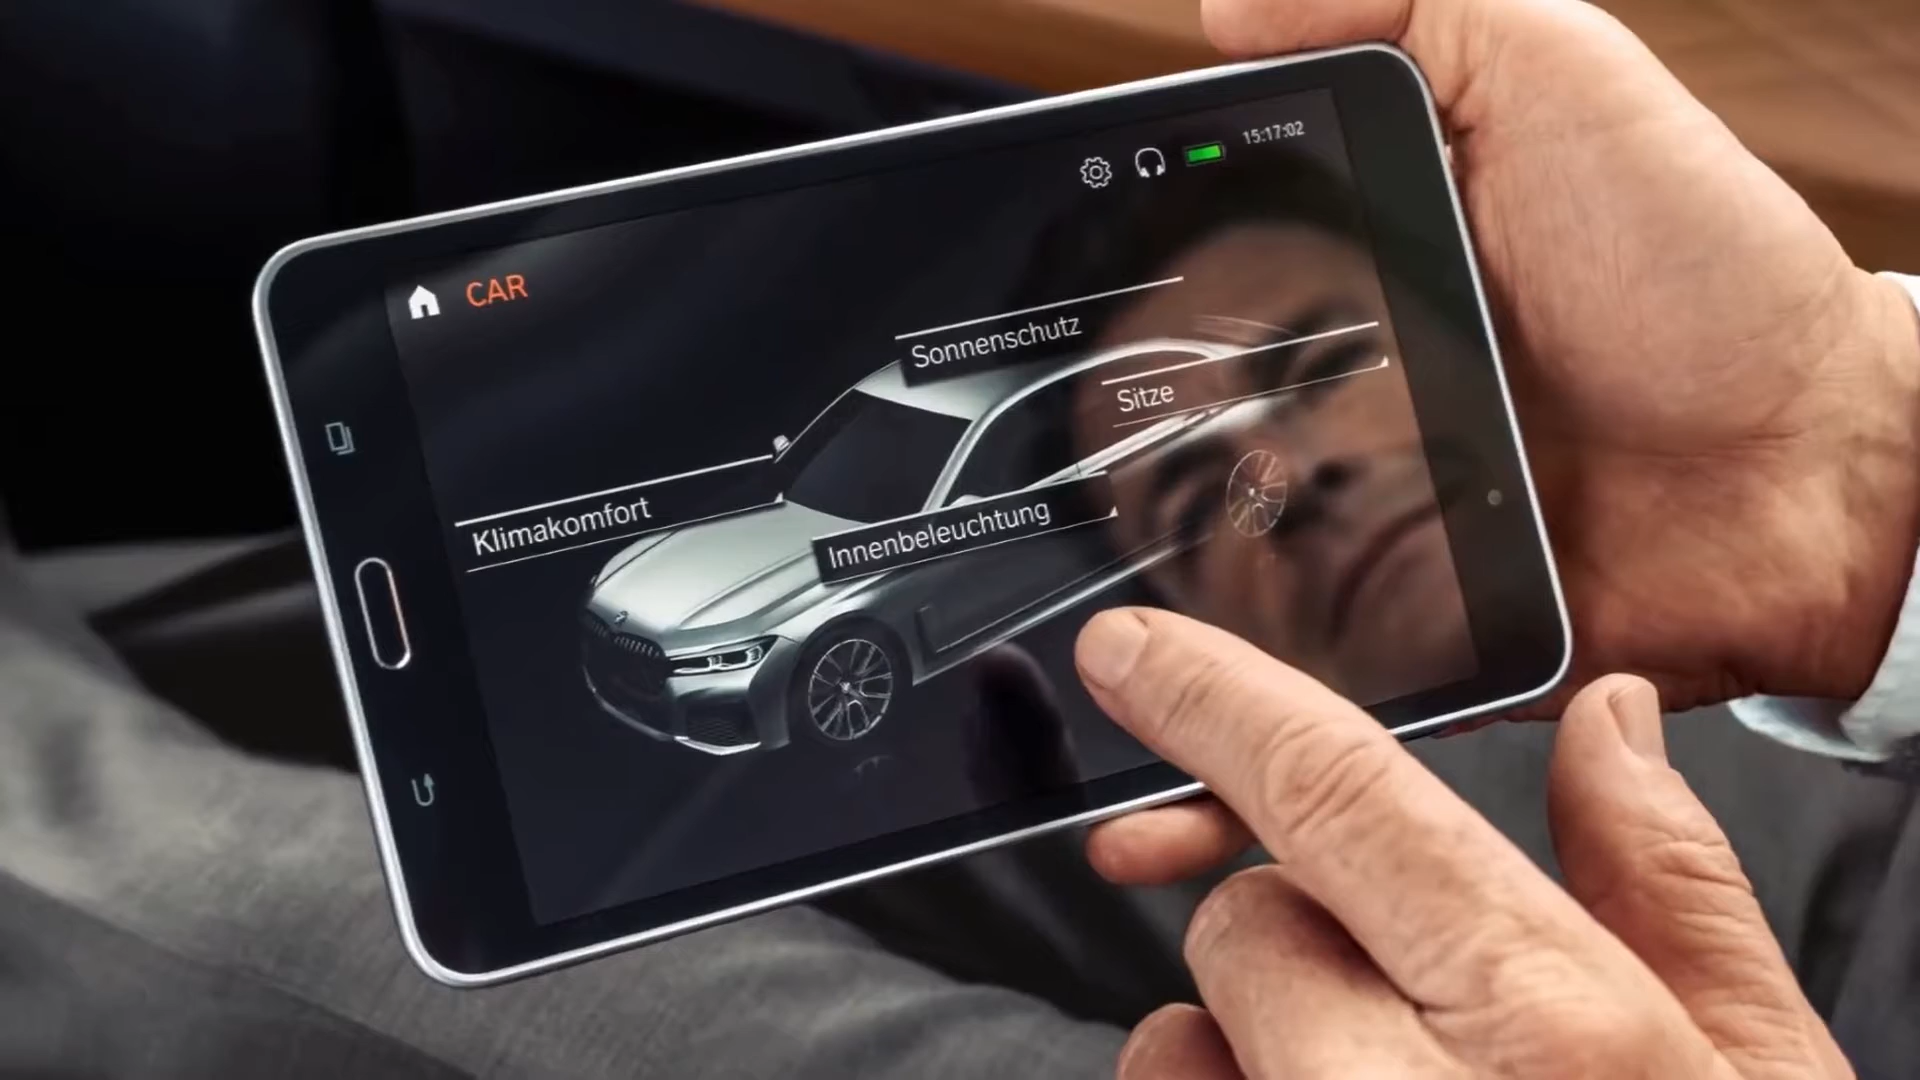 15:17:02
CAR
Sonnenschutz
Sitze
Klimakomfort
Innenbeleuchtung